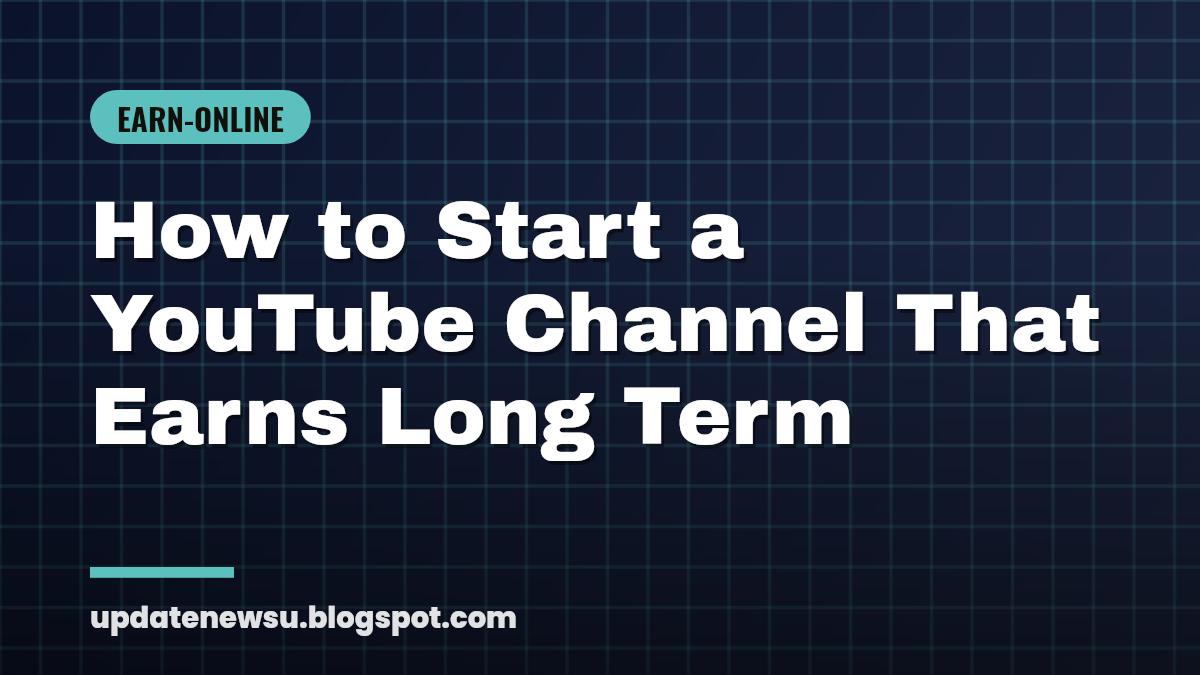 EARN-ONLINE
How to Start a
YouTube Channel That
Earns Long Term
updatenewsu.blogspot.com